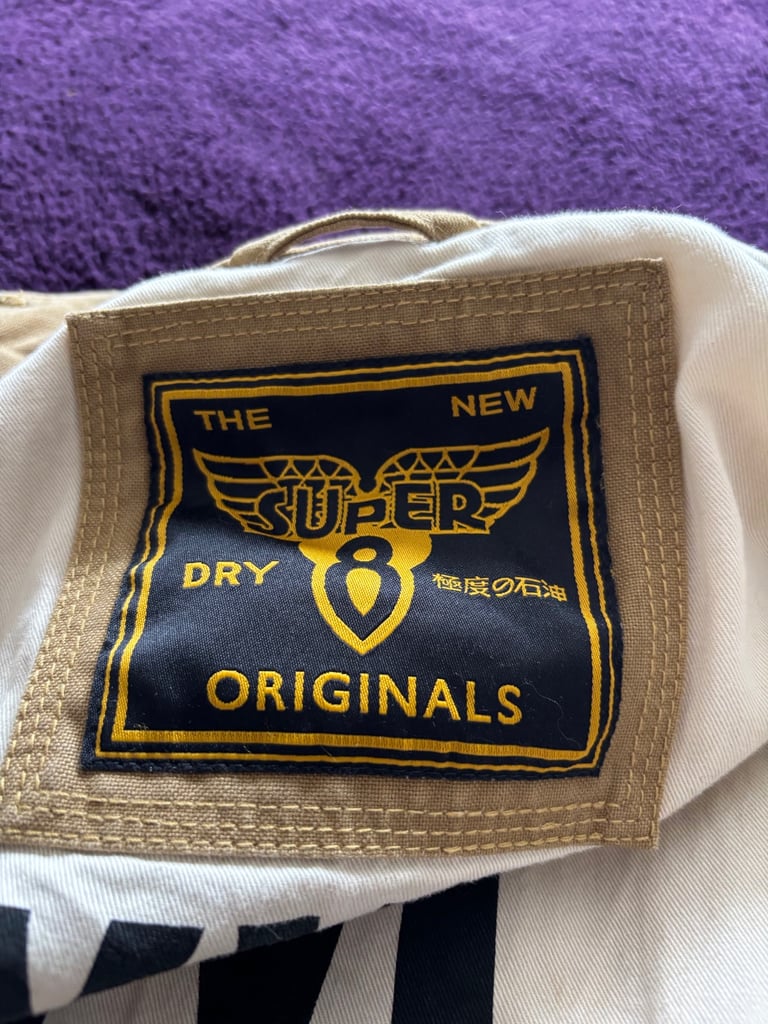 THE NEW
SUPER
8
DRY 極度の石油
ORIGINALS